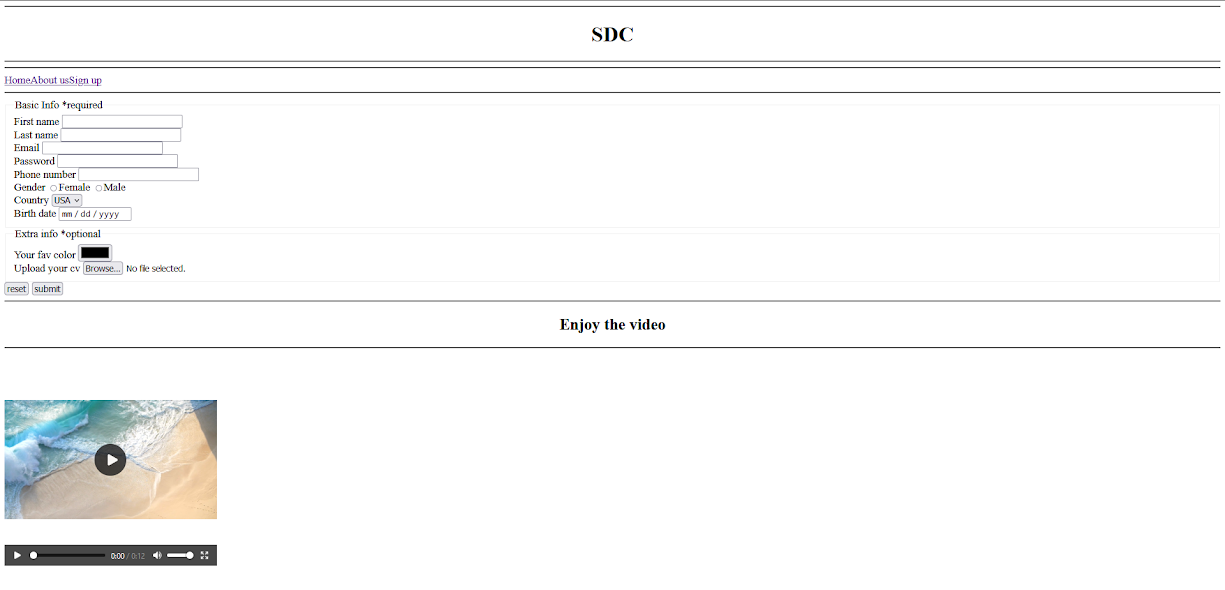 SDC
HomeAbout usSign up
Basic Info *required
First name
Last name
Email
Password
Phone number
Gender Female Male
Country USA
Birth date mm / dd / yyyy
Extra info *optional
Your fav color
Upload your cv Browse... No file selected.
reset submit
Enjoy the video
0:00 / 0:12